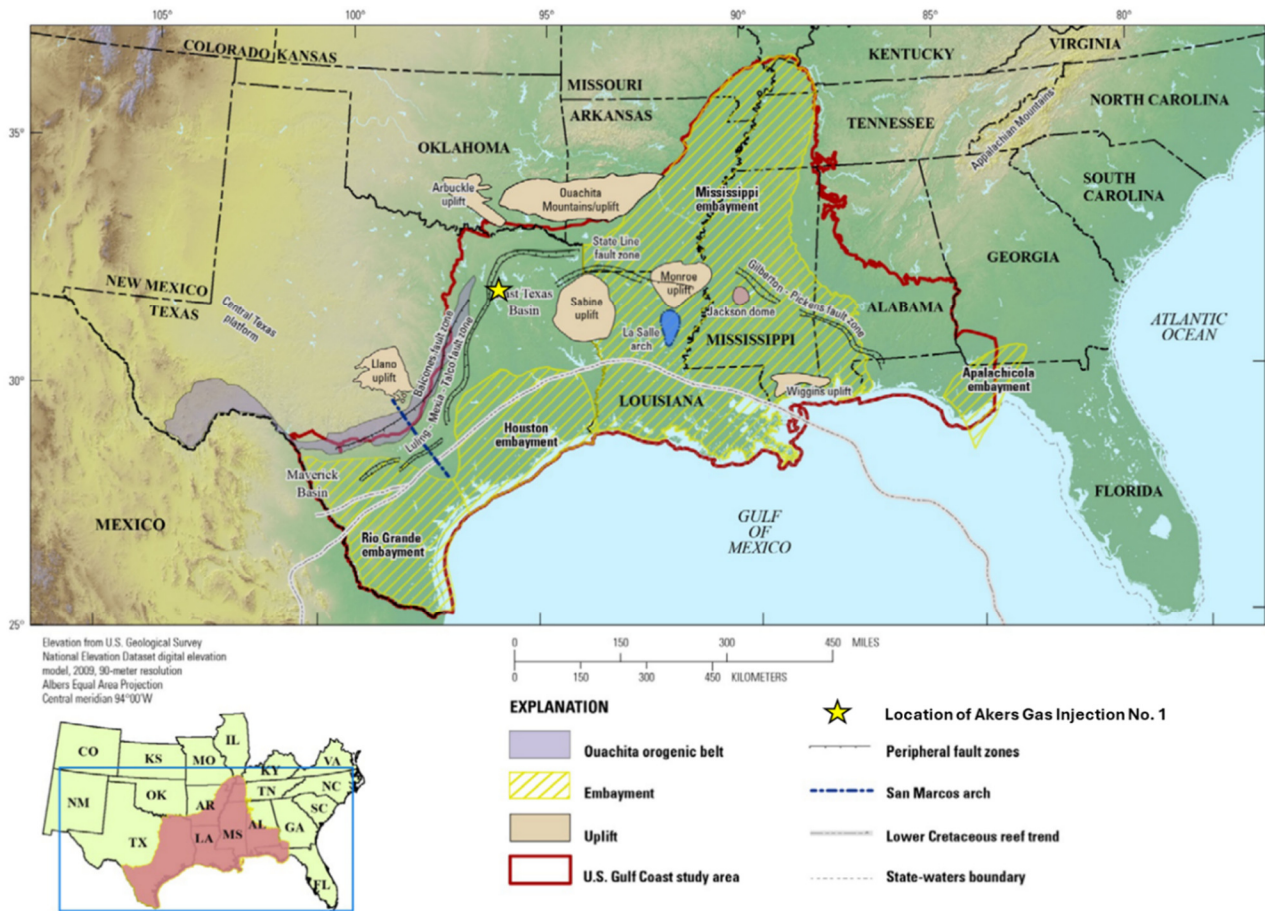 105° 100° 95° 90° 85° 80°
COLORADO KANSAS
MISSOURI
KENTUCKY
VIRGINIA
ARKANSAS
TENNESSEE
NORTH CAROLINA
Appalachian Mountains
35°
OKLAHOMA
Arbuckle
uplift
Ouachita
Mountains/uplift
Mississippi
embayment
SOUTH
CAROLINA
State Line
fault zone
GEORGIA
NEW MEXICO
TEXAS
Central Texas
platform
ast Texas
Basin
Sabine
uplift
Monroe
uplift
Jackson dome
Gilberton - Pickens fault zone
ALABAMA
ATLANTIC
OCEAN
La Salle
arch
MISSISSIPPI
Balcones fault zone
Luling - Mexia - Talco fault zone
Llano
uplift
30°
Apalachicola
embayment
Wiggins uplift
LOUISIANA
Houston
embayment
Maverick
Basin
FLORIDA
MEXICO
GULF
OF
MEXICO
Rio Grande
embayment
25°
Elevation from U.S. Geological Survey
National Elevation Dataset digital elevation
model, 2009, 90-meter resolution
Albers Equal Area Projection
Central meridian 94°00'W
0 150 300 450 MILES
0 150 300 450 KILOMETERS
EXPLANATION
Ouachita orogenic belt
Embayment
Uplift
U.S. Gulf Coast study area
Location of Akers Gas Injection No. 1
Peripheral fault zones
San Marcos arch
Lower Cretaceous reef trend
State-waters boundary
CO
KS
MO
IL
KY
VA
NM
OK
AR
TN
NC
SC
TX
LA
MS
AL
GA
FL